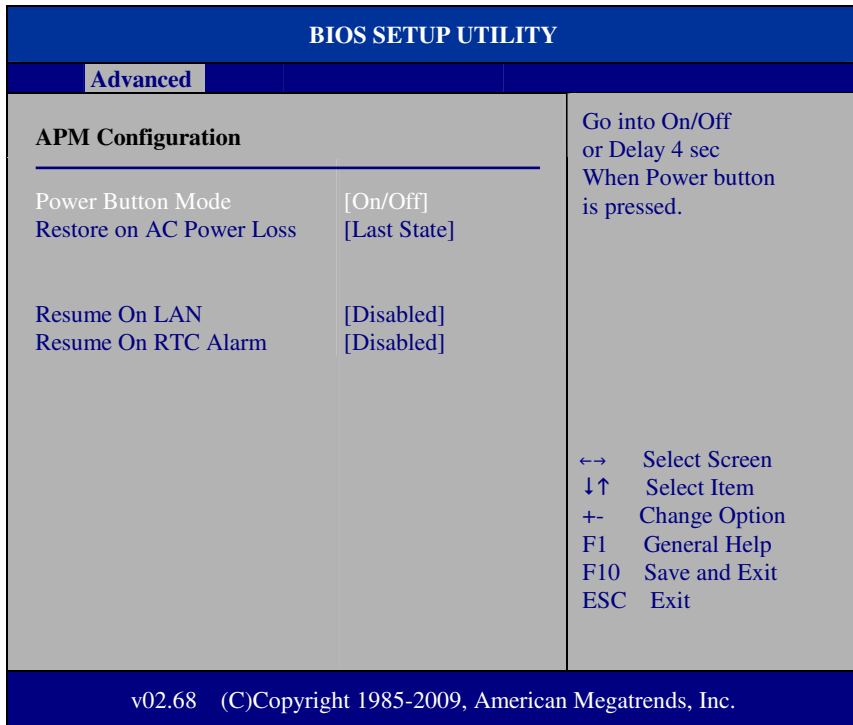 BIOS SETUP UTILITY
Advanced
APM Configuration
Power Button Mode [On/Off]
Restore on AC Power Loss [Last State]
Resume On LAN [Disabled]
Resume On RTC Alarm [Disabled]
Go into On/Off
or Delay 4 sec
When Power button
is pressed.
←→ Select Screen
↓↑ Select Item
+- Change Option
F1 General Help
F10 Save and Exit
ESC Exit
v02.68 (C)Copyright 1985-2009, American Megatrends, Inc.